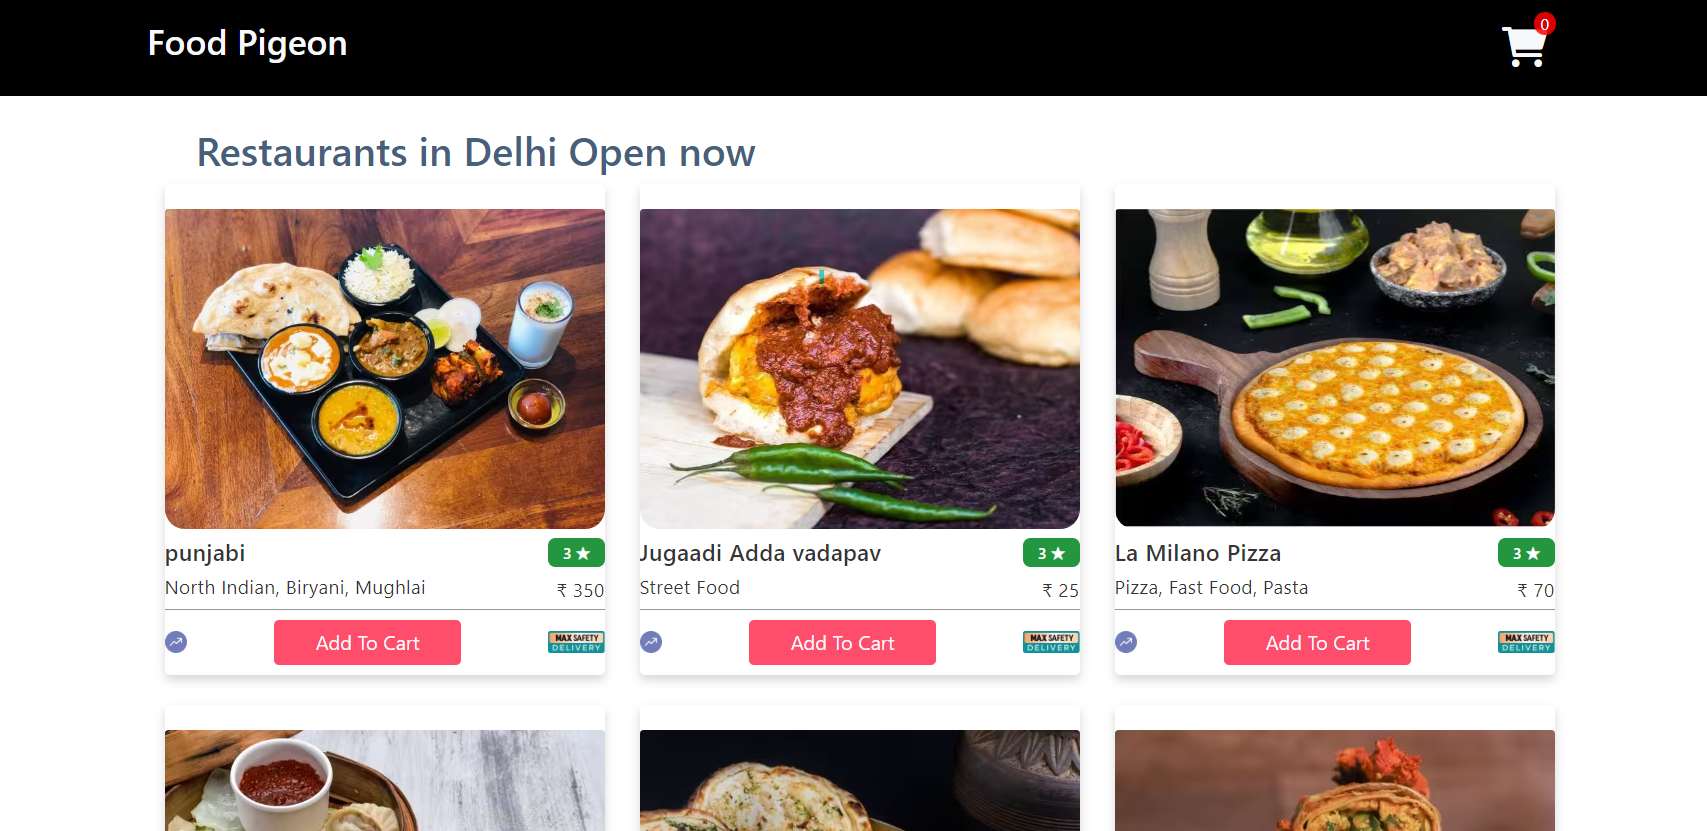 Food Pigeon
0
Restaurants in Delhi Open now
punjabi
3 ★
North Indian, Biryani, Mughlai
₹ 350
Add To Cart
MAX SAFETY
DELIVERY
Jugaadi Adda vadapav
3 ★
Street Food
₹ 25
Add To Cart
MAX SAFETY
DELIVERY
La Milano Pizza
3 ★
Pizza, Fast Food, Pasta
₹ 70
Add To Cart
MAX SAFETY
DELIVERY